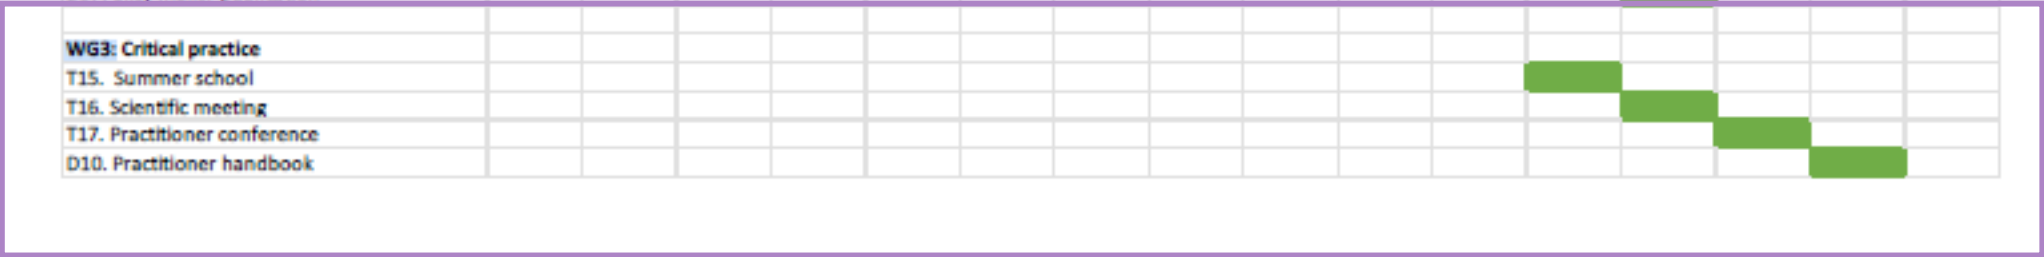 WG3: Critical practice
T15. Summer school
T16. Scientific meeting
T17. Practitioner conference
D10. Practitioner handbook